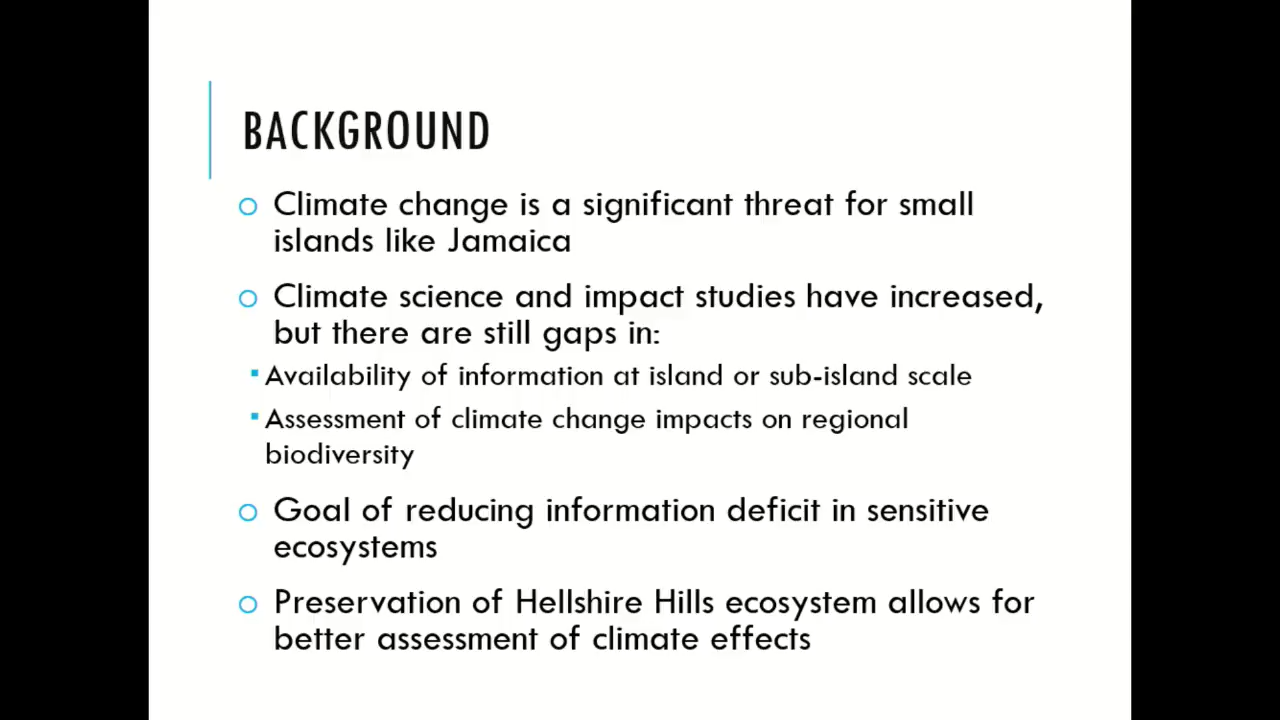 BACKGROUND
Climate change is a significant threat for small
islands like Jamaica
Climate science and impact studies have increased,
but there are still gaps in:
Availability of information at island or sub-island scale
Assessment of climate change impacts on regional
biodiversity
Goal of reducing information deficit in sensitive
ecosystems
Preservation of Hellshire Hills ecosystem allows for
better assessment of climate effects